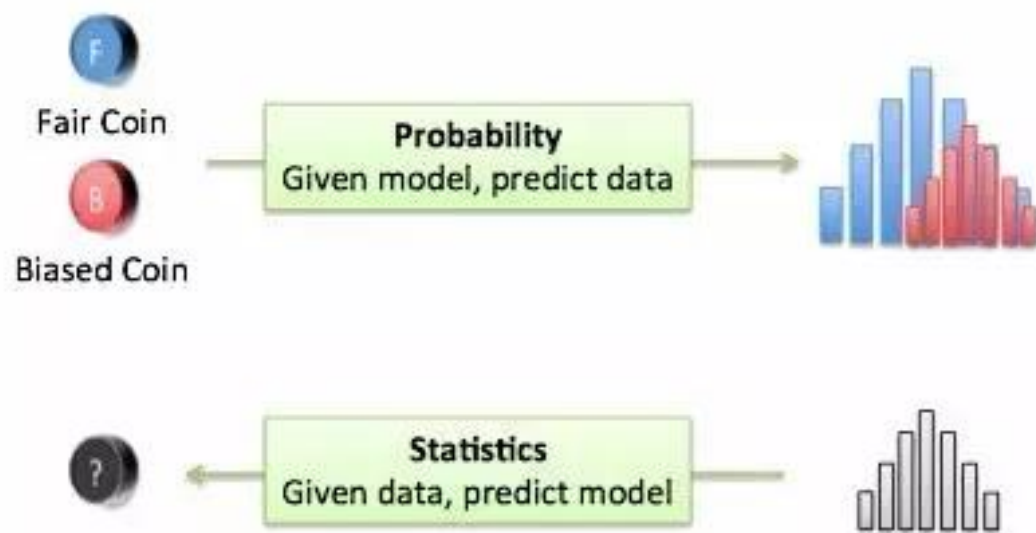 F
Fair Coin
B
Biased Coin
Probability
Given model, predict data
?
Statistics
Given data, predict model